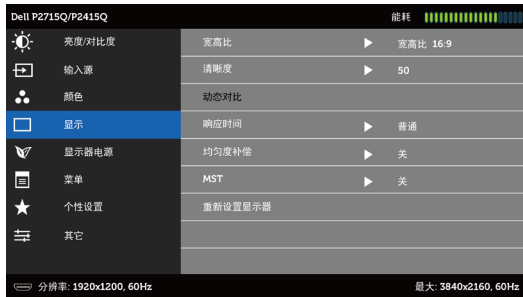 Dell P2715Q/P2415Q 能耗
亮度/对比度 宽高比 宽高比 16:9
输入源 清晰度 50
颜色 动态对比
显示 响应时间 普通
显示器电源 均匀度补偿 关
菜单 MST 关
个性设置 重新设置显示器
其它
分辨率: 1920x1200, 60Hz 最大: 3840x2160, 60Hz